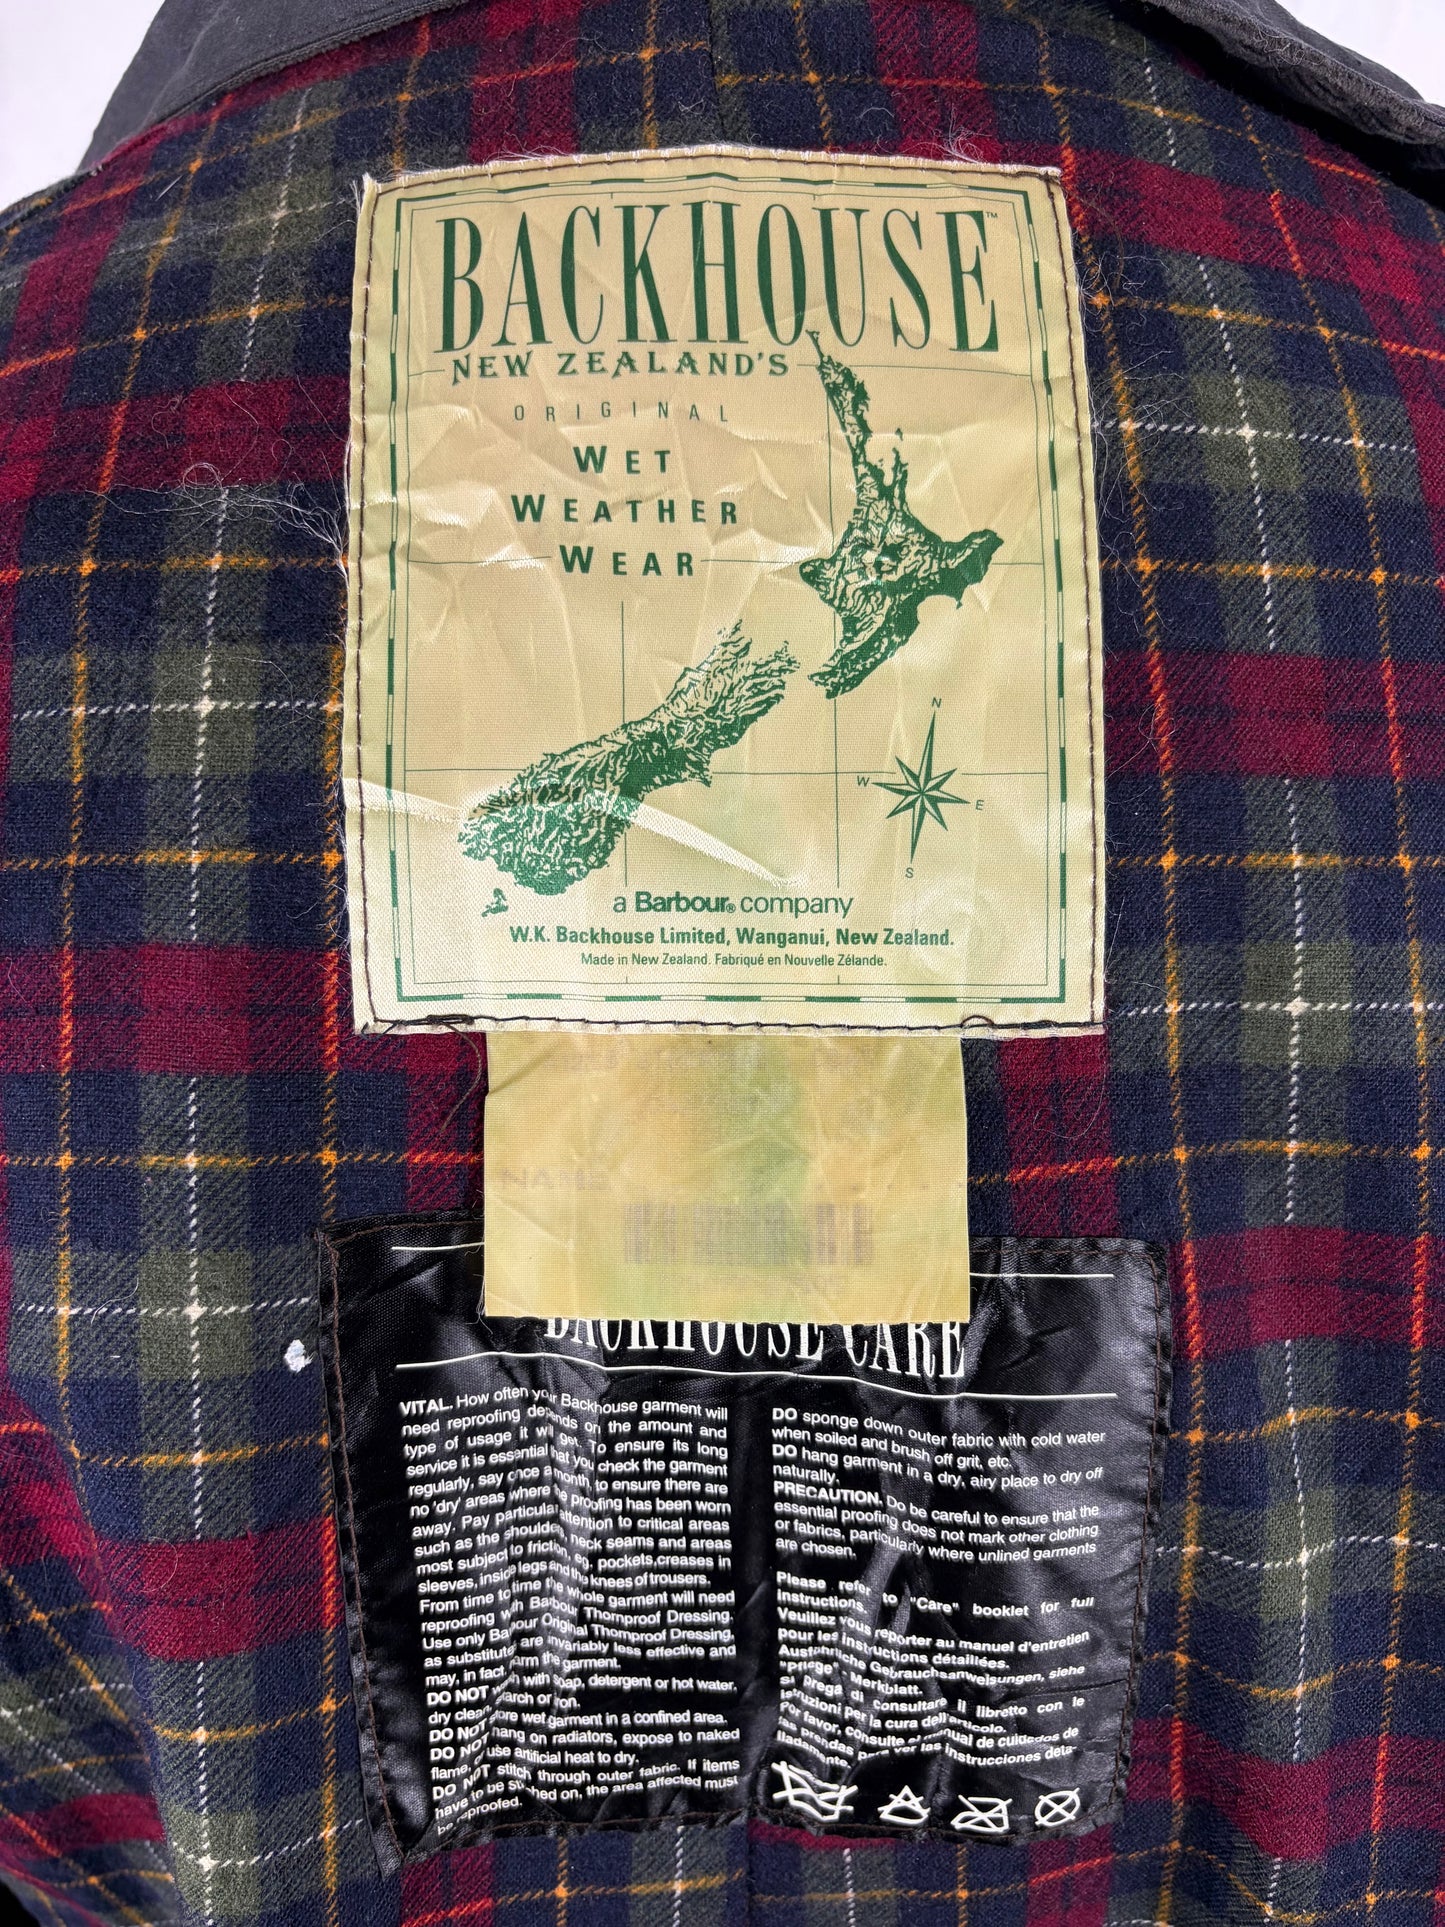 BACKHOUSE™
NEW ZEALAND'S
ORIGINAL
WET
WEATHER
WEAR
N
W
E
S
a Barbour® company
W.K. Backhouse Limited, Wanganui, New Zealand.
Made in New Zealand. Fabriqué en Nouvelle Zélande.
BACKHOUSE CARE
VITAL. How often your Backhouse garment will
need reproofing depends on the amount and
type of usage it will get. To ensure its long
service it is essential that you check the garment
regularly, say once a month, to ensure there are
no 'dry' areas where the proofing has been worn
away. Pay particular attention to critical areas
such as the shoulder, neck seams and areas
most subject to friction, eg. pockets,creases in
sleeves, inside legs and the knees of trousers.
From time to time the whole garment will need
reproofing with Barbour Thornproof Dressing.
Use only Barbour Original Thornproof Dressing,
as substitutes are invariably less effective and
may, in fact, harm the garment.
DO NOT wash with soap, detergent or hot water,
dry clean, starch or iron.
DO NOT store wet garment in a confined area.
DO NOT hang on radiators, expose to naked
flame, or use artificial heat to dry.
DO NOT stitch through outer fabric. If items
have to be stitched on, the area affected must
be reproofed.
DO sponge down outer fabric with cold water
when soiled and brush off grit, etc.
DO hang garment in a dry, airy place to dry off
naturally.
PRECAUTION. Do be careful to ensure that the
essential proofing does not mark other clothing
or fabrics, particularly where unlined garments
are chosen.
Please refer to "Care" booklet for full
instructions.
Veuillez vous reporter au manuel d'entretien
pour les instructions détaillées.
Ausführliche Gebrauchsanweisungen, siehe
"pflege" Merkblatt.
si prega di consultare il libretto con le
istruzioni per la cura dell'articolo.
Por favor, consulte el manual de cuidados de
las prendas para ver las instrucciones deta-
lladamente.